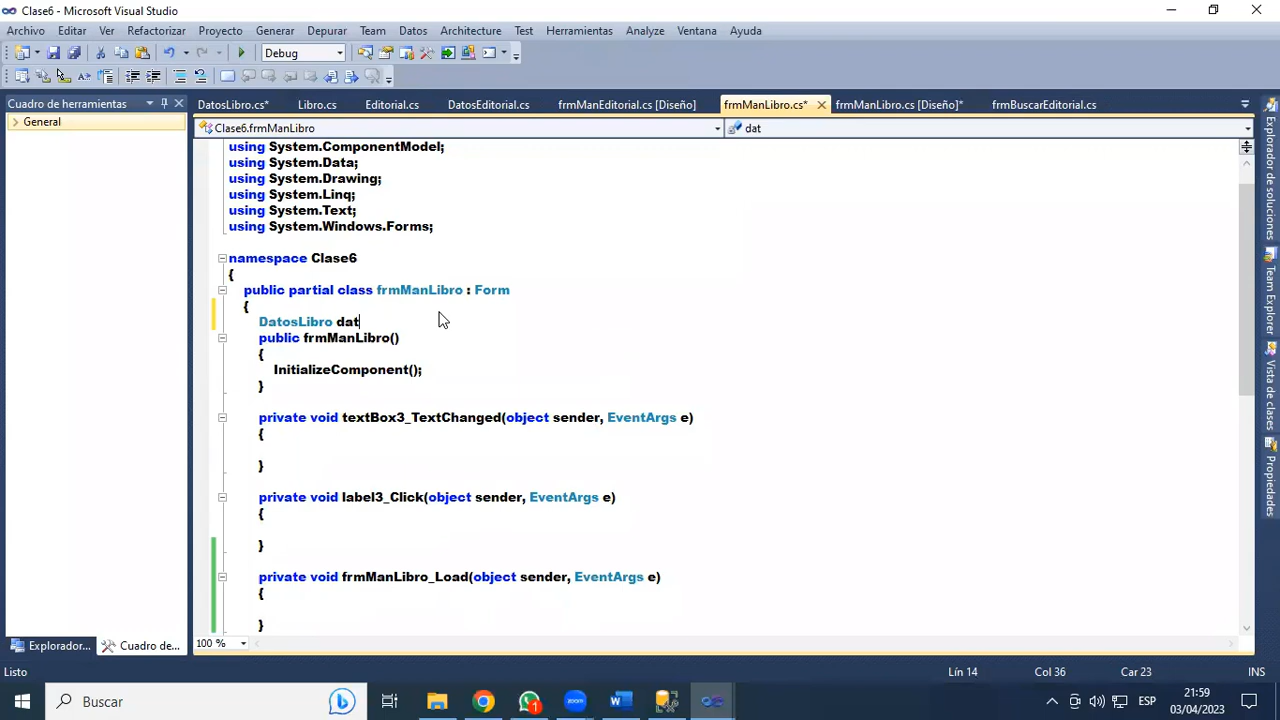 Clase6 - Microsoft Visual Studio
Archivo Editar Ver Refactorizar Proyecto Generar Depurar Team Datos Architecture Test Herramientas Analyze Ventana Ayuda
Debug
Cuadro de herramientas
General
DatosLibro.cs* Libro.cs Editorial.cs DatosEditorial.cs frmManEditorial.cs [Diseño] frmManLibro.cs* frmManLibro.cs [Diseño]* frmBuscarEditorial.cs
Clase6.frmManLibro dat
using System.ComponentModel;
using System.Data;
using System.Drawing;
using System.Linq;
using System.Text;
using System.Windows.Forms;
namespace Clase6
{
public partial class frmManLibro : Form
{
DatosLibro dat
public frmManLibro()
{
InitializeComponent();
}
private void textBox3_TextChanged(object sender, EventArgs e)
{
}
private void label3_Click(object sender, EventArgs e)
{
}
private void frmManLibro_Load(object sender, EventArgs e)
{
}
100 %
Explorador de soluciones
Team Explorer
Vista de clases
Propiedades
Explorador... Cuadro de...
Listo Lín 14 Col 36 Car 23 INS
Buscar
1
zoom
ESP
21:59
03/04/2023